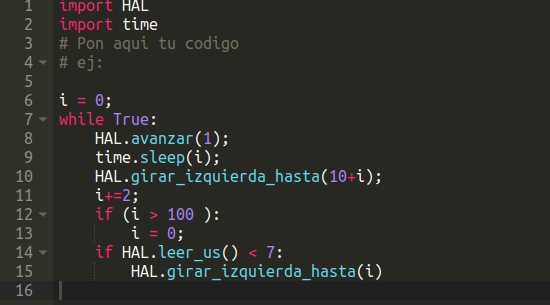 1 import HAL
2 import time
3 # Pon aqui tu codigo
4 # ej:
5
6 i = 0;
7 while True:
8     HAL.avanzar(1);
9     time.sleep(i);
10     HAL.girar_izquierda_hasta(10+i);
11     i+=2;
12     if (i > 100 ):
13         i = 0;
14     if HAL.leer_us() < 7:
15         HAL.girar_izquierda_hasta(i)
16